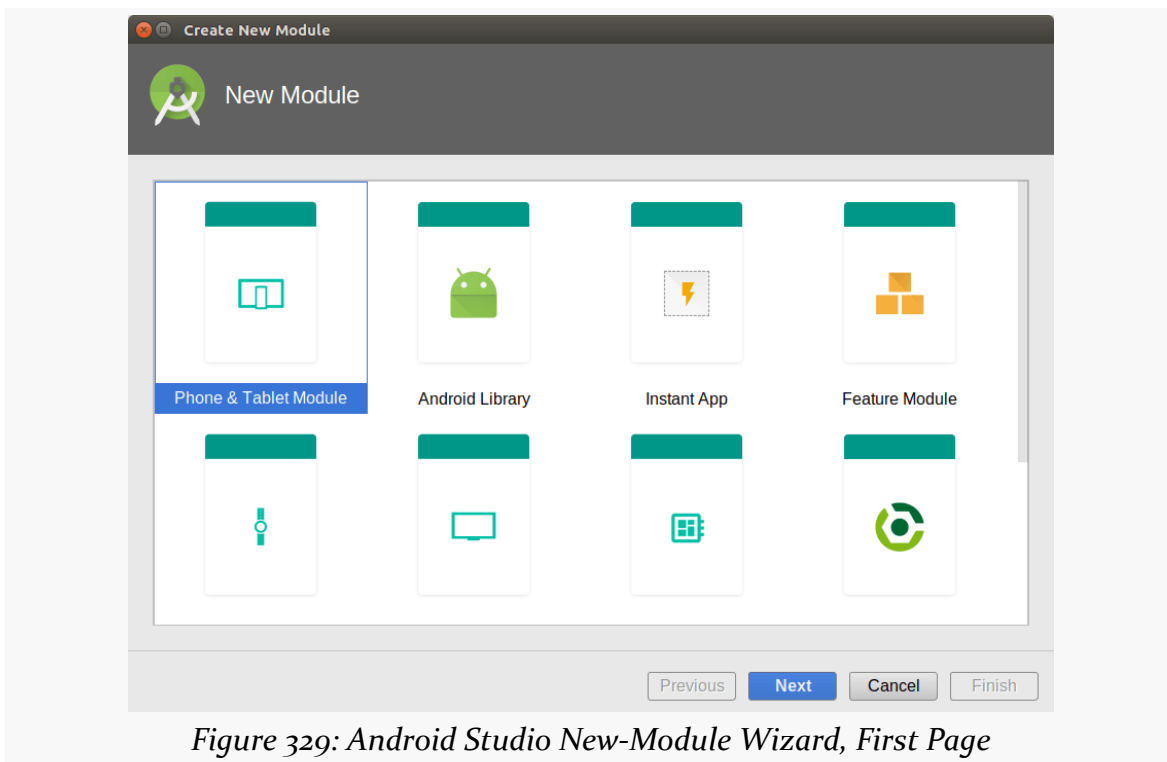 Create New Module
New Module
Phone & Tablet Module
Android Library
Instant App
Feature Module
Previous
Next
Cancel
Finish
Figure 329: Android Studio New-Module Wizard, First Page